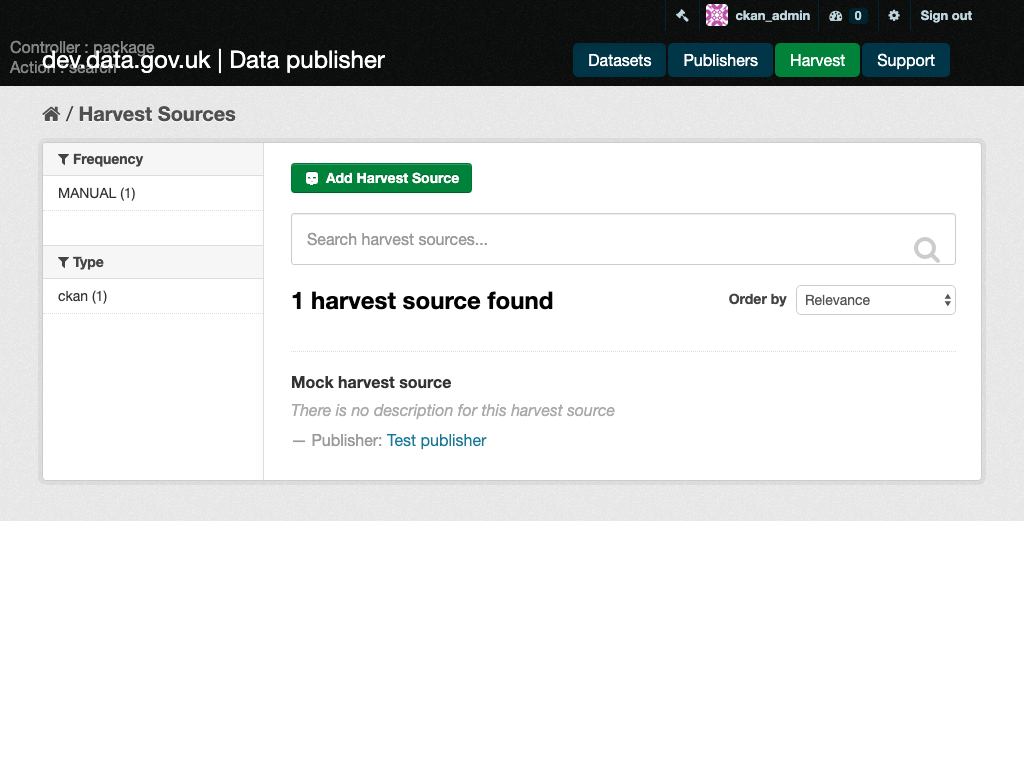 ckan_admin 0 Sign out
Controller : package
Action : search
dev.data.gov.uk | Data publisher
Datasets Publishers Harvest Support
/ Harvest Sources
Frequency
MANUAL (1)
Type
ckan (1)
Add Harvest Source
Search harvest sources...
1 harvest source found
Order by Relevance
Mock harvest source
There is no description for this harvest source
— Publisher: Test publisher